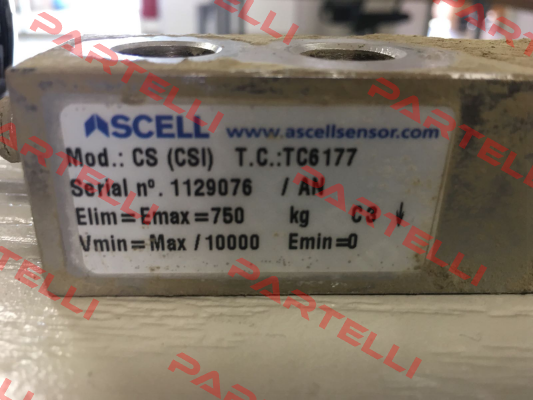 ASCELL www.ascellsensor.com
Mod.: CS (CSI) T.C.:TC6177
Serial nº. 1129076 / AN
Elim=Emax=750 kg C3 ↓
Vmin=Max/10000 Emin=0
PARTELLI
PARTELLI
PARTELLI
PARTELLI
PARTELLI